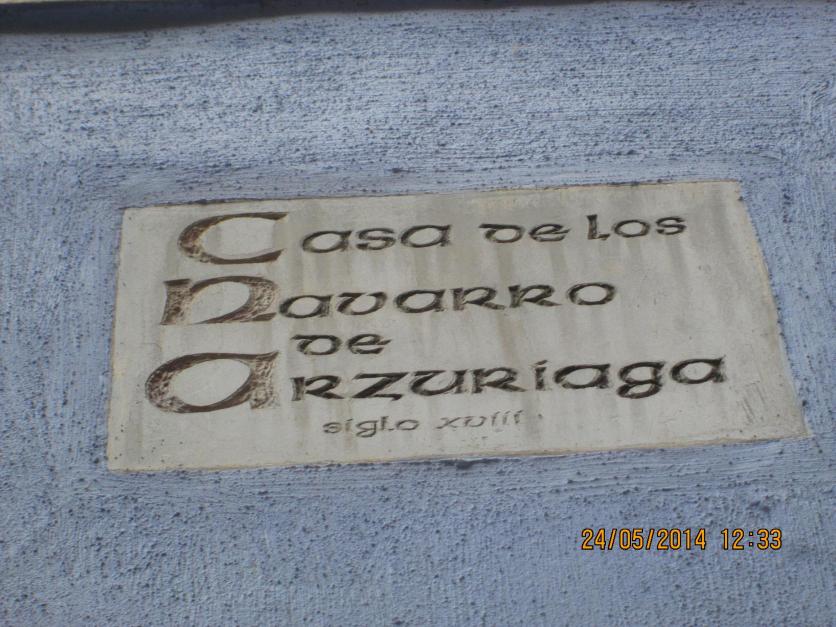 Casa de los
Navarro
de
Arzuriaga
siglo xviii
24/05/2014 12:33